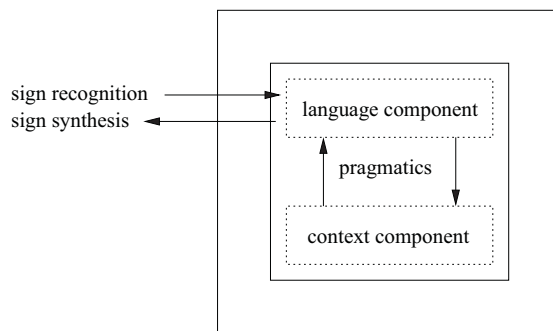 sign recognition
sign synthesis
language component
pragmatics
context component